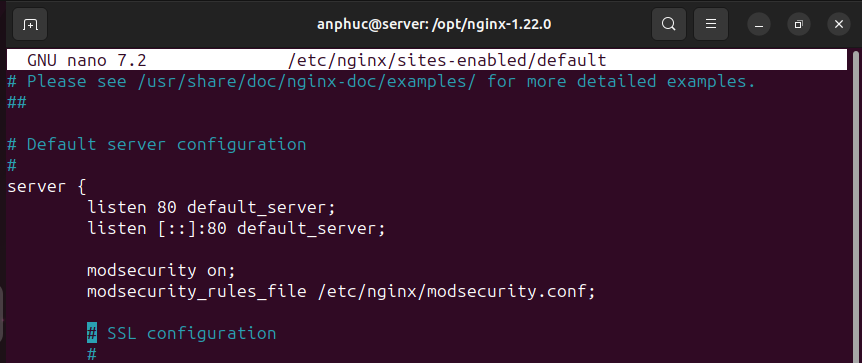 anphuc@server: /opt/nginx-1.22.0
GNU nano 7.2 /etc/nginx/sites-enabled/default
# Please see /usr/share/doc/nginx-doc/examples/ for more detailed examples.
##
# Default server configuration
#
server {
listen 80 default_server;
listen [::]:80 default_server;
modsecurity on;
modsecurity_rules_file /etc/nginx/modsecurity.conf;
# SSL configuration
#